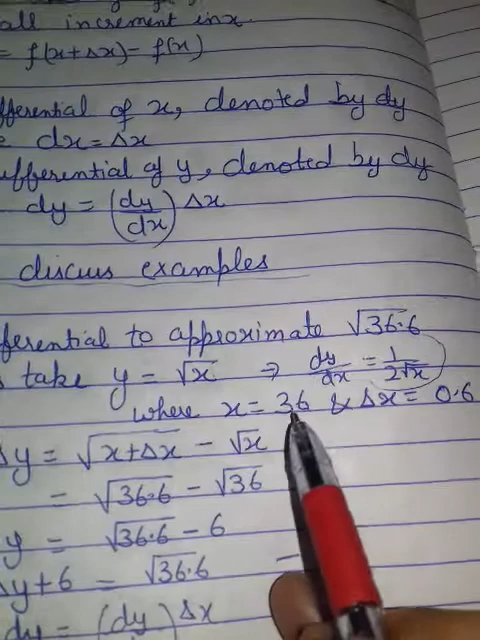 all increment in x
= f(x+Δx) - f(x)
fferential of x, denoted by dy
dx = Δx
ifferential of y, denoted by dy
dy = (dy/dx) Δx
discuss examples
fferential to approximate √36.6
take y = √x ⇒ dy/dx = 1/2√x
where x = 36 & Δx = 0.6
Δy = √x+Δx - √x
= √36.6 - √36
y = √36.6 - 6
Δy + 6 = √36.6
dy = (dy) Δx